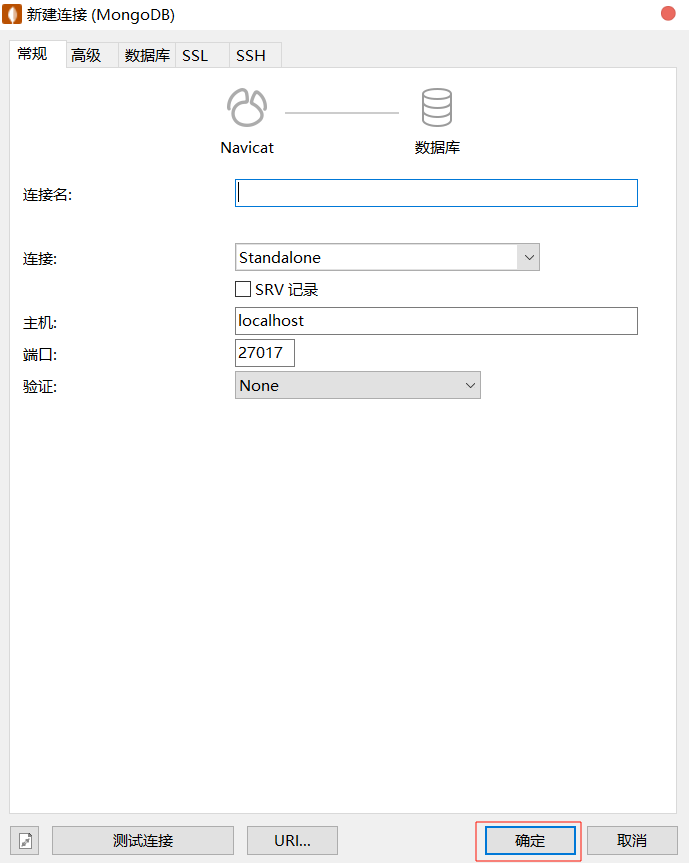 新建连接 (MongoDB)
常规 高级 数据库 SSL SSH
Navicat 数据库
连接名:
连接: Standalone
SRV 记录
主机: localhost
端口: 27017
验证: None
测试连接 URI... 确定 取消